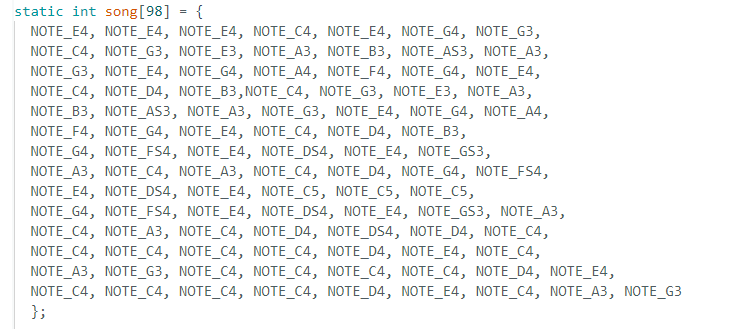 static int song[98] = {
NOTE_E4, NOTE_E4, NOTE_E4, NOTE_C4, NOTE_E4, NOTE_G4, NOTE_G3,
NOTE_C4, NOTE_G3, NOTE_E3, NOTE_A3, NOTE_B3, NOTE_AS3, NOTE_A3,
NOTE_G3, NOTE_E4, NOTE_G4, NOTE_A4, NOTE_F4, NOTE_G4, NOTE_E4,
NOTE_C4, NOTE_D4, NOTE_B3,NOTE_C4, NOTE_G3, NOTE_E3, NOTE_A3,
NOTE_B3, NOTE_AS3, NOTE_A3, NOTE_G3, NOTE_E4, NOTE_G4, NOTE_A4,
NOTE_F4, NOTE_G4, NOTE_E4, NOTE_C4, NOTE_D4, NOTE_B3,
NOTE_G4, NOTE_FS4, NOTE_E4, NOTE_DS4, NOTE_E4, NOTE_GS3,
NOTE_A3, NOTE_C4, NOTE_A3, NOTE_C4, NOTE_D4, NOTE_G4, NOTE_FS4,
NOTE_E4, NOTE_DS4, NOTE_E4, NOTE_C5, NOTE_C5, NOTE_C5,
NOTE_G4, NOTE_FS4, NOTE_E4, NOTE_DS4, NOTE_E4, NOTE_GS3, NOTE_A3,
NOTE_C4, NOTE_A3, NOTE_C4, NOTE_D4, NOTE_DS4, NOTE_D4, NOTE_C4,
NOTE_C4, NOTE_C4, NOTE_C4, NOTE_C4, NOTE_D4, NOTE_E4, NOTE_C4,
NOTE_A3, NOTE_G3, NOTE_C4, NOTE_C4, NOTE_C4, NOTE_C4, NOTE_D4, NOTE_E4,
NOTE_C4, NOTE_C4, NOTE_C4, NOTE_C4, NOTE_D4, NOTE_E4, NOTE_C4, NOTE_A3, NOTE_G3
};